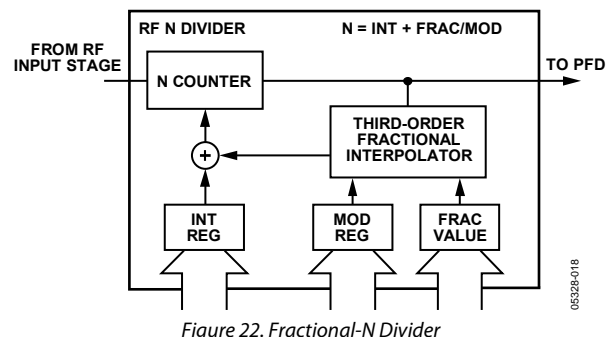 RF N DIVIDER
N = INT + FRAC/MOD
FROM RF
INPUT STAGE
N COUNTER
TO PFD
THIRD-ORDER
FRACTIONAL
INTERPOLATOR
+
INT
REG
MOD
REG
FRAC
VALUE
05328-018
Figure 22. Fractional-N Divider